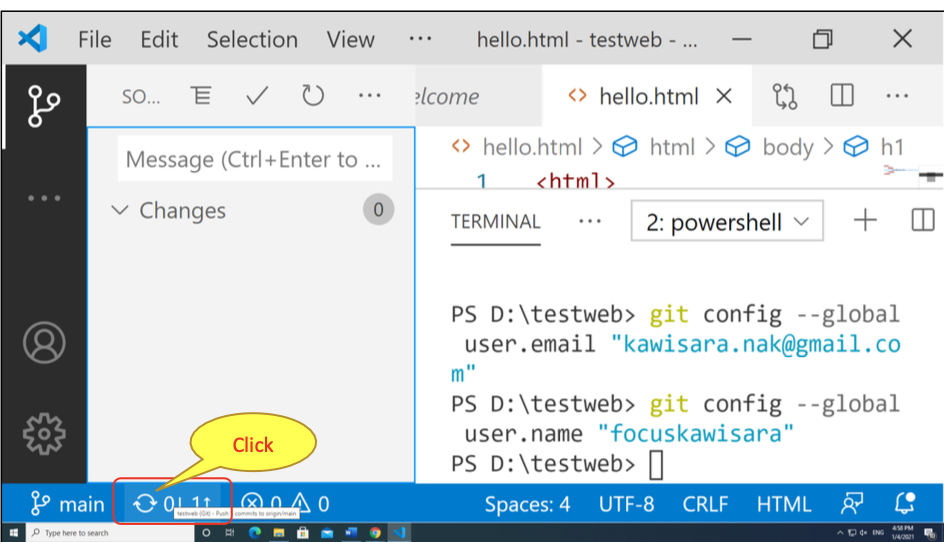 File Edit Selection View ··· hello.html - testweb - ...
SO... ··· elcome <> hello.html ···
Message (Ctrl+Enter to ...
<> hello.html > html > body > h1
1 <html>
Changes 0
TERMINAL ··· 2: powershell
PS D:\testweb> git config --global
user.email "kawisara.nak@gmail.co
m"
PS D:\testweb> git config --global
user.name "focuskawisara"
PS D:\testweb>
Click
main 0↓ 1↑ 0 0 Spaces: 4 UTF-8 CRLF HTML
testweb (Git) - Push 1 commits to origin/main
Type here to search ENG 4:58 PM
1/4/2021